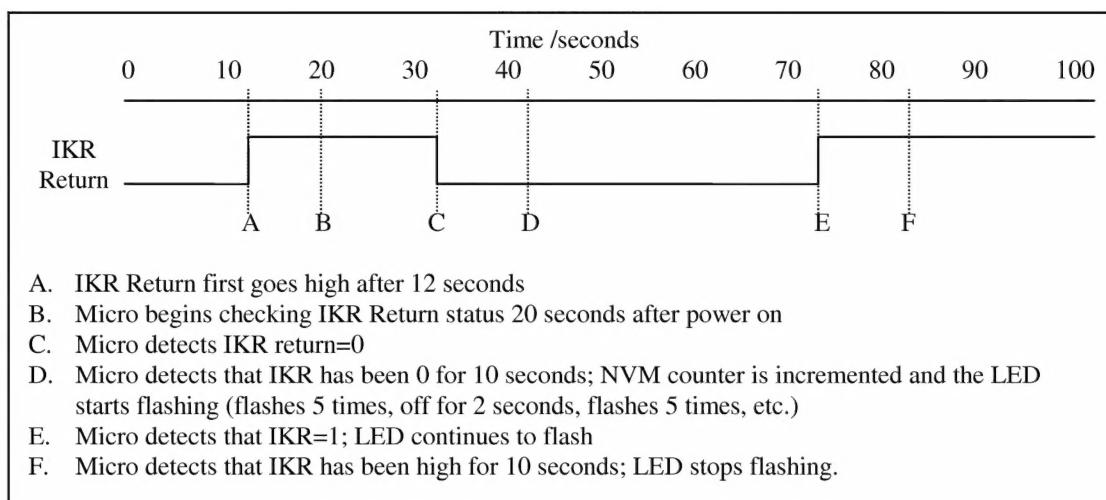 Time /seconds
0 10 20 30 40 50 60 70 80 90 100
IKR
Return
A B C D E F
A. IKR Return first goes high after 12 seconds
B. Micro begins checking IKR Return status 20 seconds after power on
C. Micro detects IKR return=0
D. Micro detects that IKR has been 0 for 10 seconds; NVM counter is incremented and the LED
starts flashing (flashes 5 times, off for 2 seconds, flashes 5 times, etc.)
E. Micro detects that IKR=1; LED continues to flash
F. Micro detects that IKR has been high for 10 seconds; LED stops flashing.